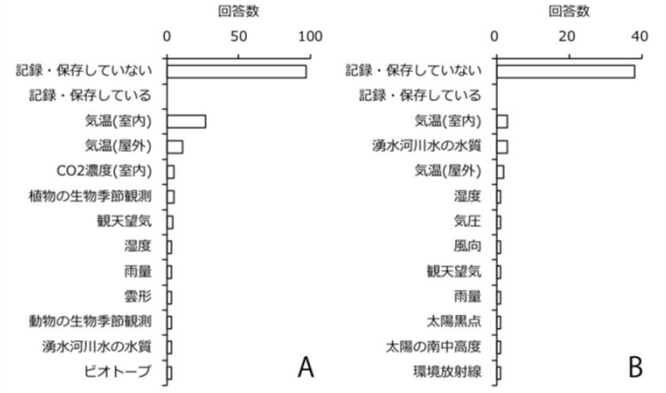 回答数
0 50 100
記録・保存していない
記録・保存している
気温(室内)
気温(屋外)
CO2濃度(室内)
植物の生物季節観測
観天望気
湿度
雨量
雲形
動物の生物季節観測
湧水河川水の水質
ビオトープ
A
回答数
0 20 40
記録・保存していない
記録・保存している
気温(室内)
湧水河川水の水質
気温(屋外)
湿度
気圧
風向
観天望気
雨量
太陽黒点
太陽の南中高度
環境放射線
B